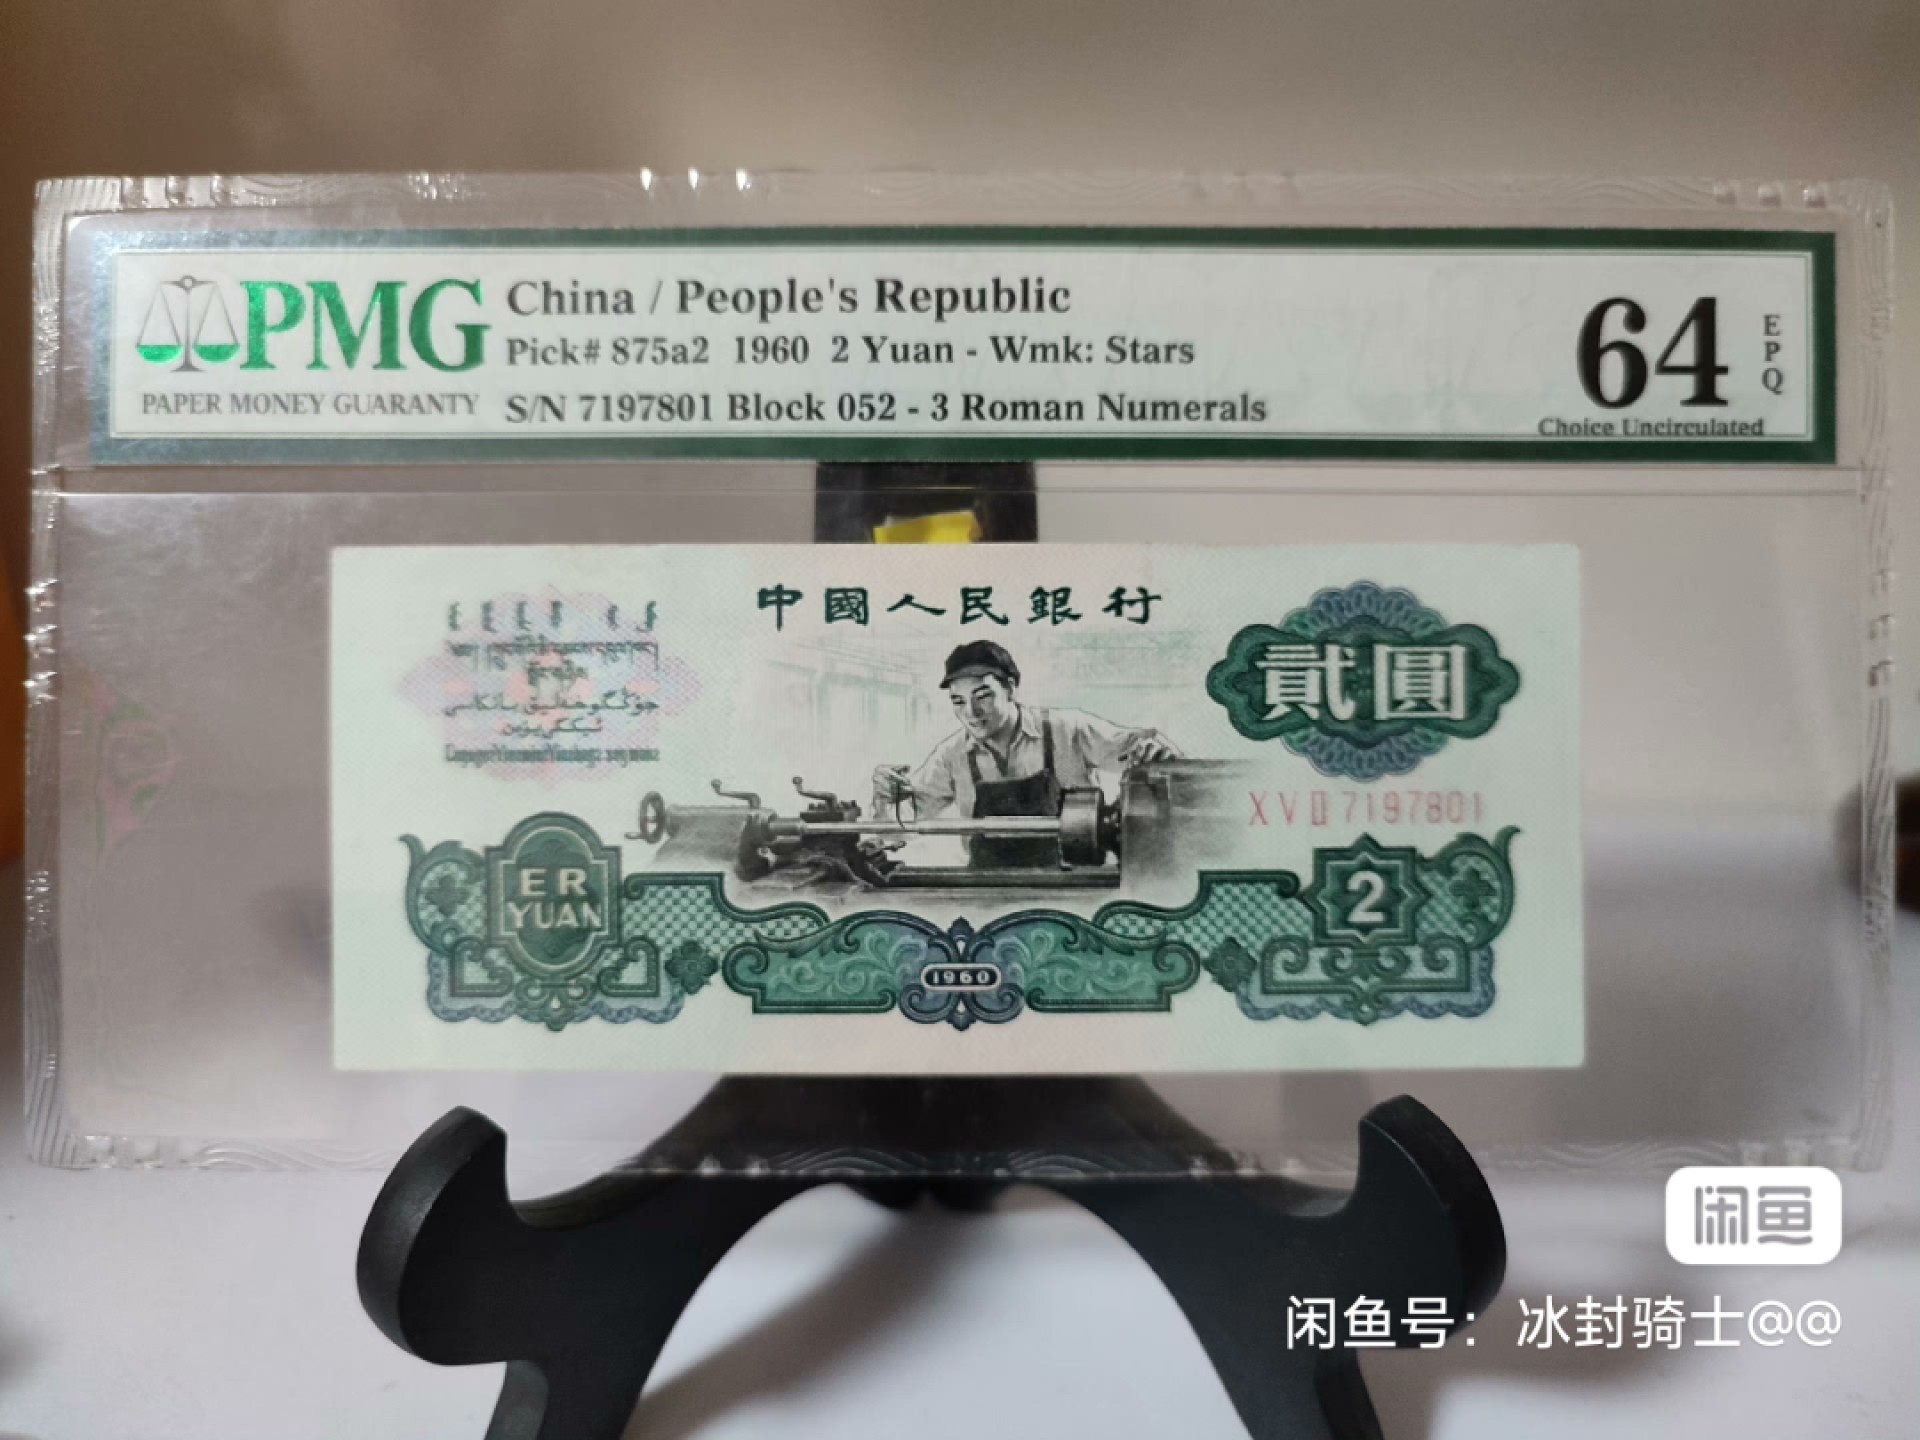 PMG
PAPER MONEY GUARANTY
China / People's Republic
Pick# 875a2 1960 2 Yuan - Wmk: Stars
S/N 7197801 Block 052 - 3 Roman Numerals
64
EPQ
Choice Uncirculated
中國人民銀行
貳圓
XVII 7197801
ER
YUAN
2
1960
闲鱼
闲鱼号：冰封骑士@@